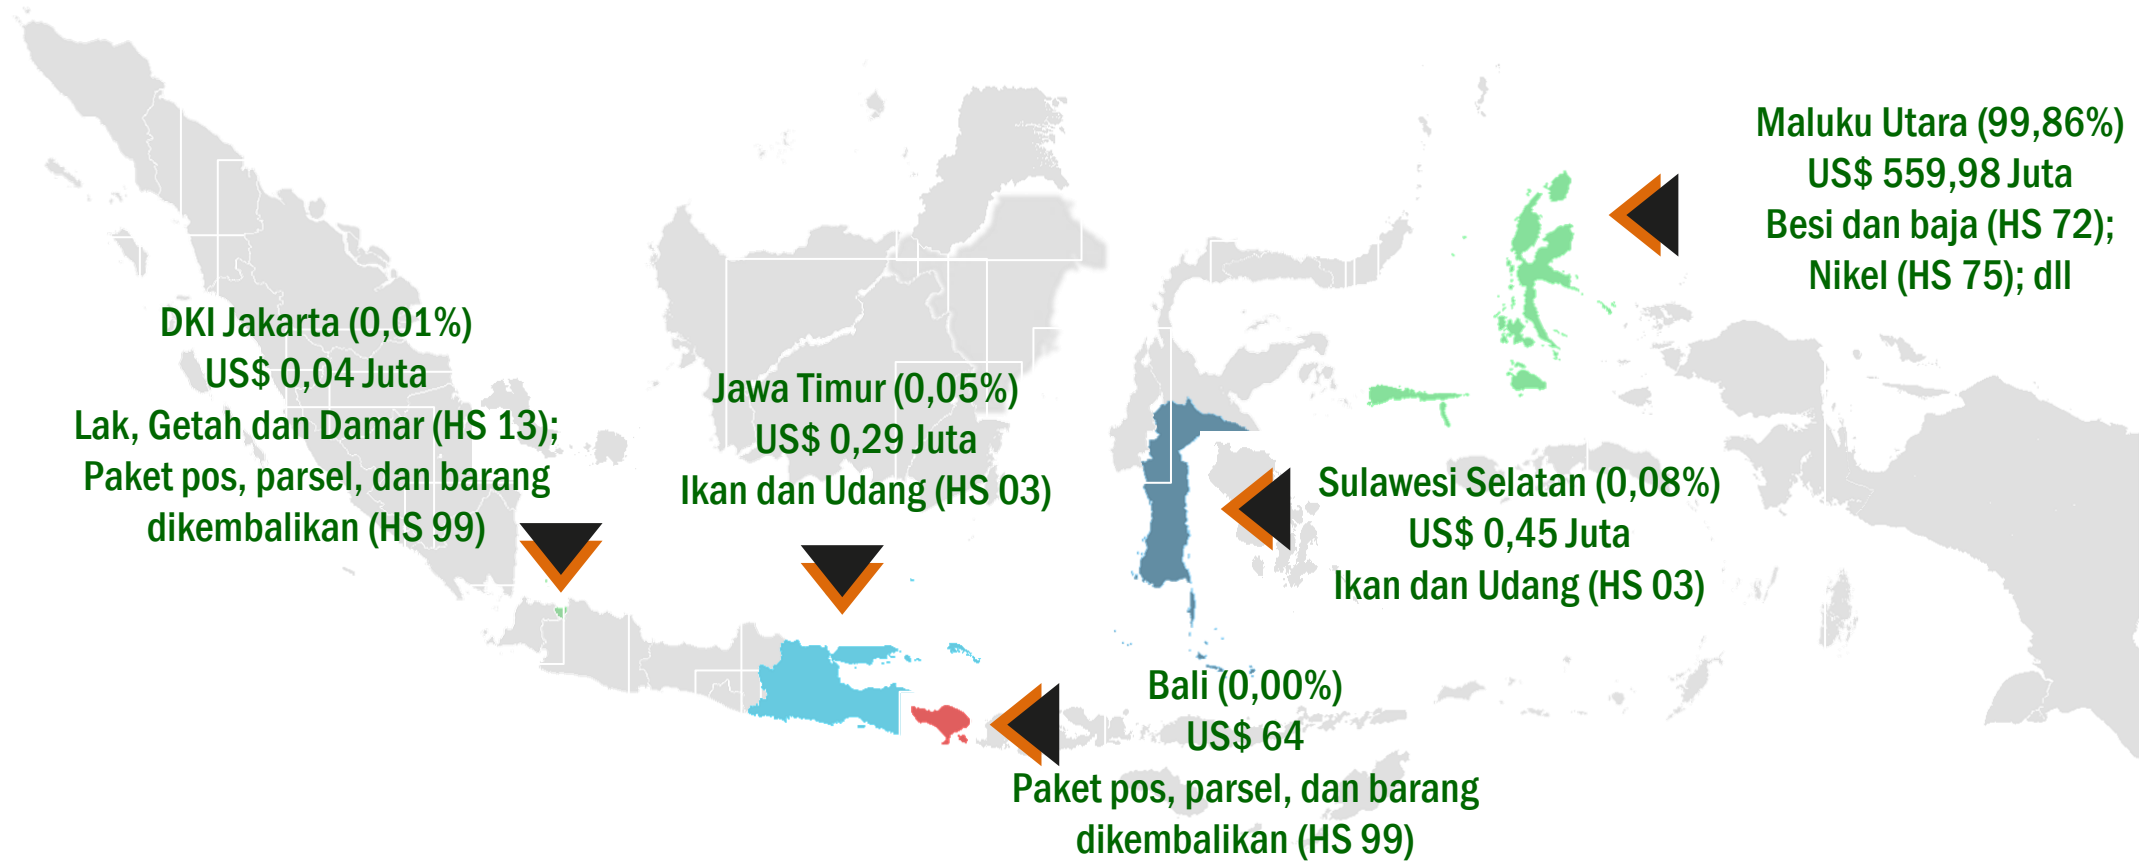 Maluku Utara (99,86%)
US$ 559,98 Juta
Besi dan baja (HS 72);
Nikel (HS 75); dll
DKI Jakarta (0,01%)
US$ 0,04 Juta
Lak, Getah dan Damar (HS 13);
Paket pos, parsel, dan barang
dikembalikan (HS 99)
Jawa Timur (0,05%)
US$ 0,29 Juta
Ikan dan Udang (HS 03)
Sulawesi Selatan (0,08%)
US$ 0,45 Juta
Ikan dan Udang (HS 03)
Bali (0,00%)
US$ 64
Paket pos, parsel, dan barang
dikembalikan (HS 99)